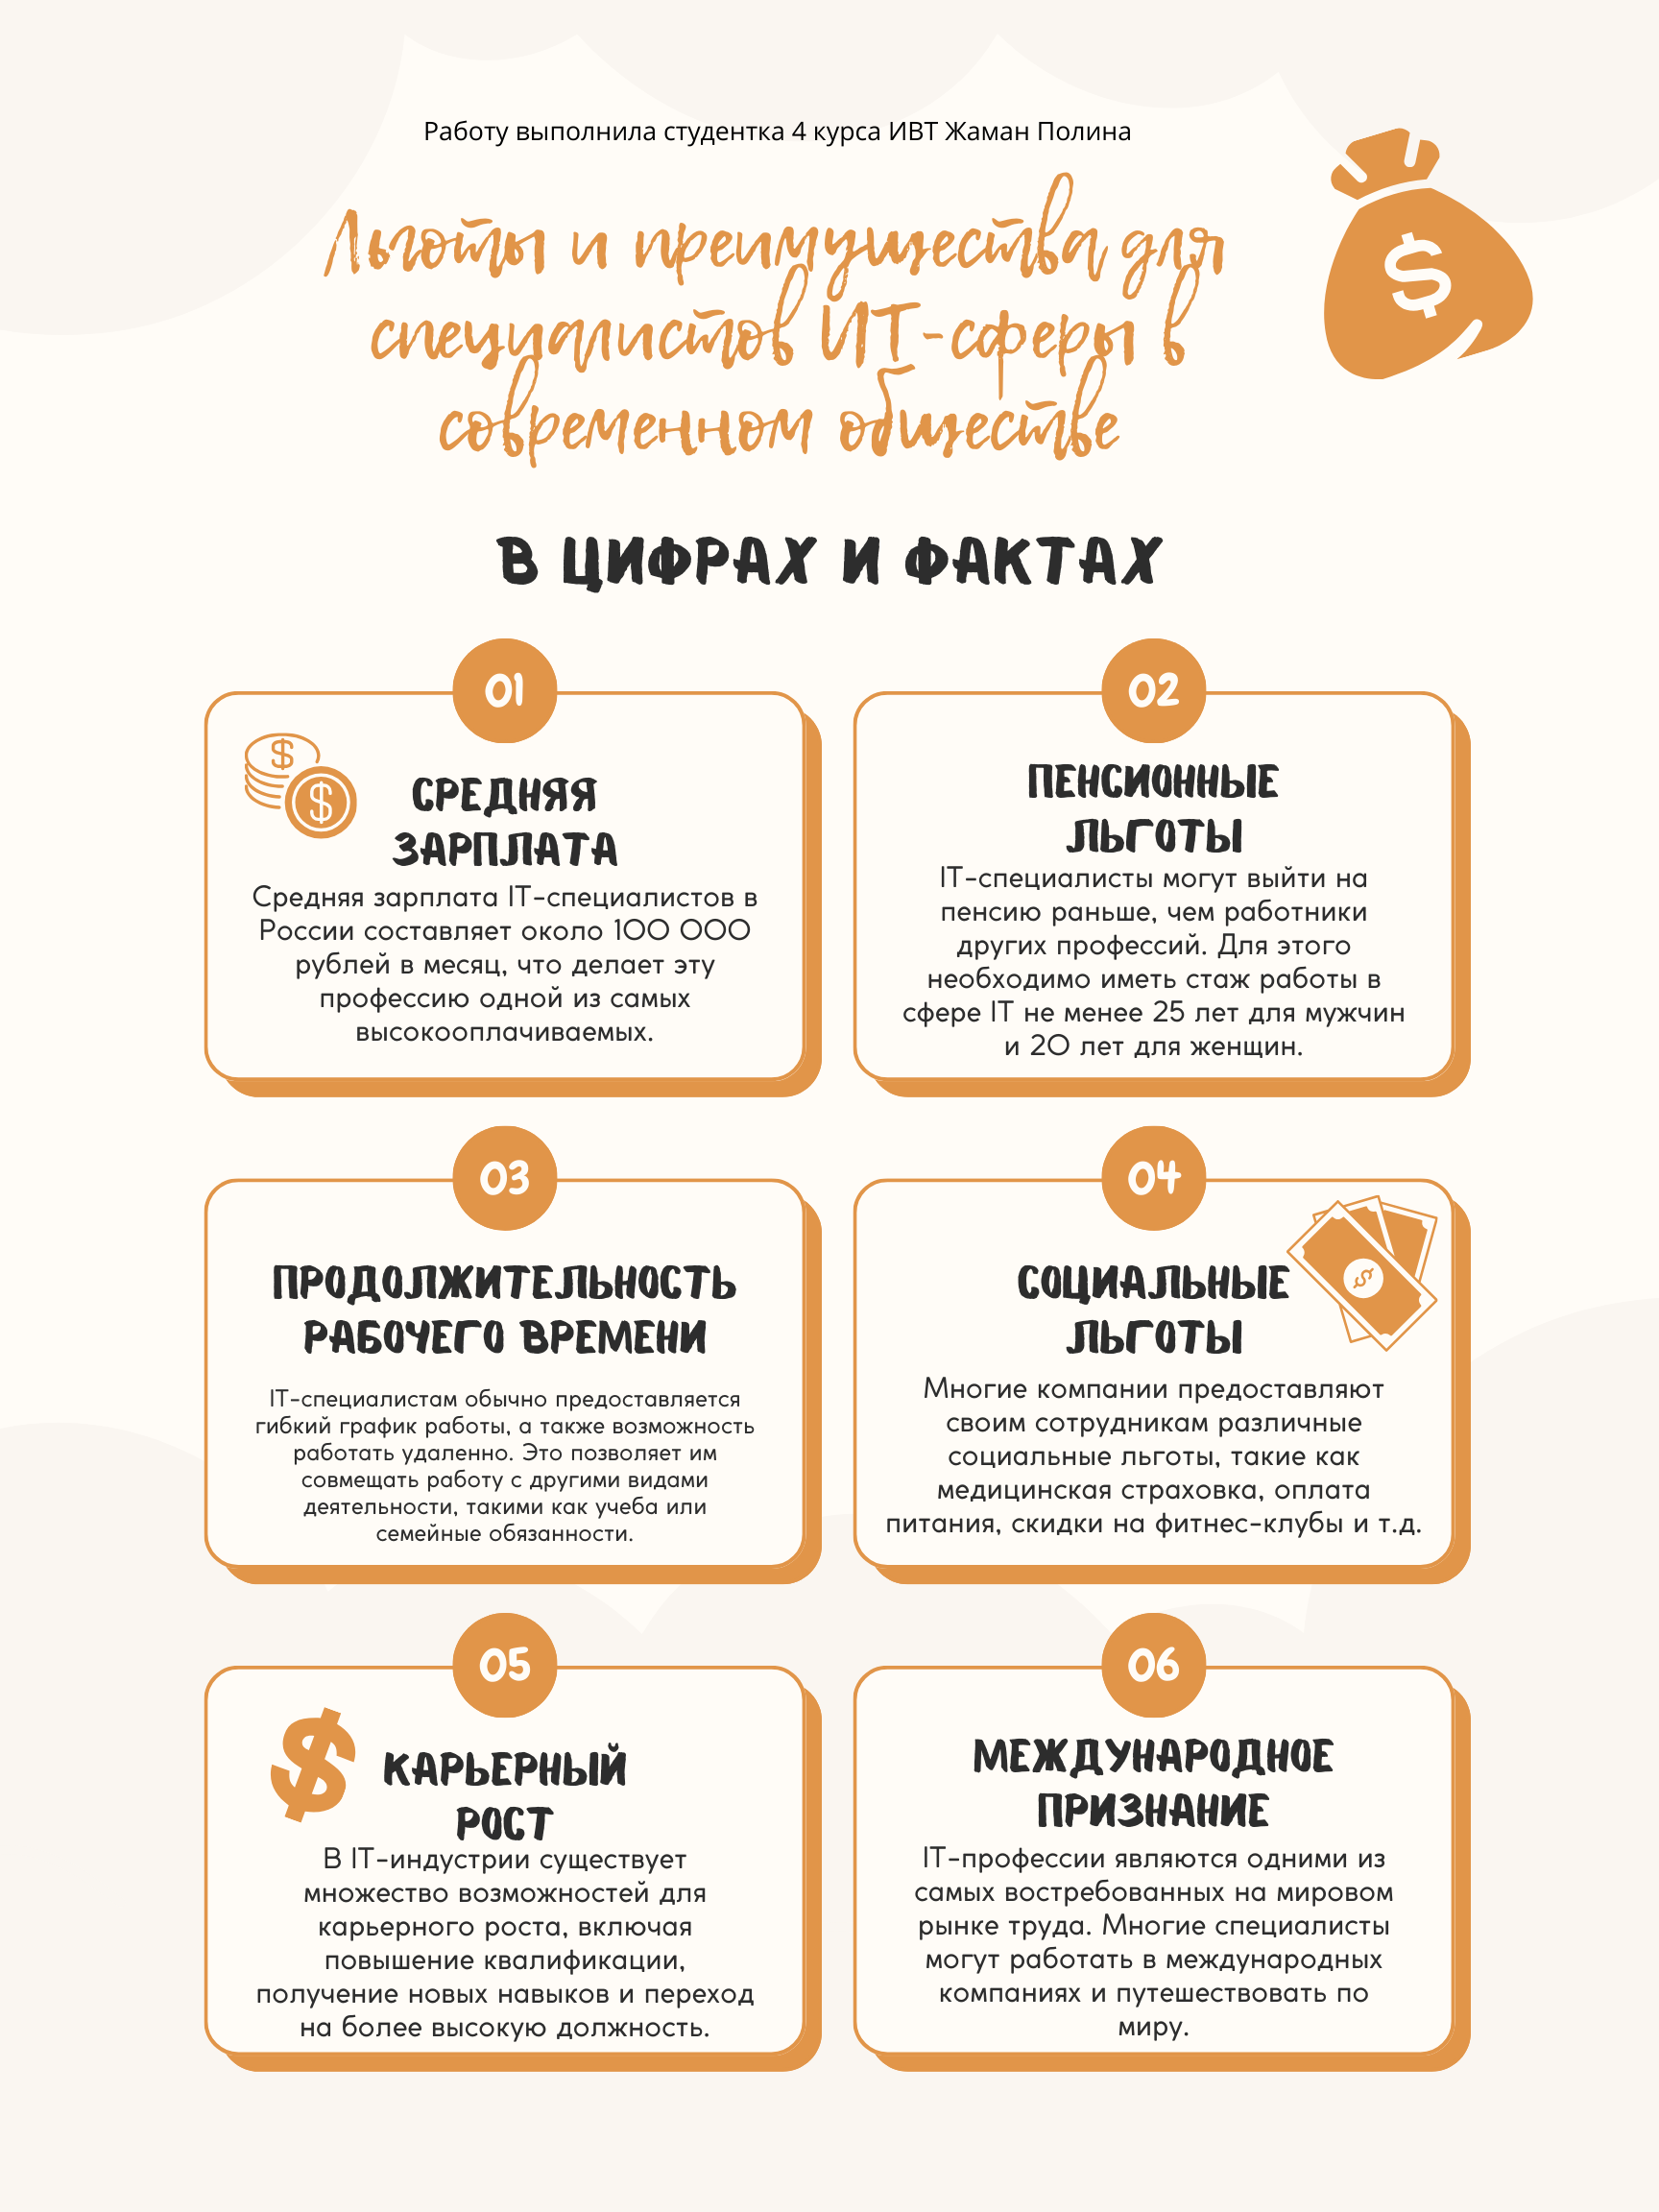 Работу выполнила студентка 4 курса ИВТ Жаман Полина
Льготы и преимущества для
специалистов ИТ-сферы в
современном обществе
В ЦИФРАХ И ФАКТАХ
01
СРЕДНЯЯ
ЗАРПЛАТА
Средняя зарплата IT-специалистов в
России составляет около 100 000
рублей в месяц, что делает эту
профессию одной из самых
высокооплачиваемых.
02
ПЕНСИОННЫЕ
ЛЬГОТЫ
IT-специалисты могут выйти на
пенсию раньше, чем работники
других профессий. Для этого
необходимо иметь стаж работы в
сфере IT не менее 25 лет для мужчин
и 20 лет для женщин.
03
ПРОДОЛЖИТЕЛЬНОСТЬ
РАБОЧЕГО ВРЕМЕНИ
IT-специалистам обычно предоставляется
гибкий график работы, а также возможность
работать удаленно. Это позволяет им
совмещать работу с другими видами
деятельности, такими как учеба или
семейные обязанности.
04
СОЦИАЛЬНЫЕ
ЛЬГОТЫ
Многие компании предоставляют
своим сотрудникам различные
социальные льготы, такие как
медицинская страховка, оплата
питания, скидки на фитнес-клубы и т.д.
05
КАРЬЕРНЫЙ
РОСТ
В IT-индустрии существует
множество возможностей для
карьерного роста, включая
повышение квалификации,
получение новых навыков и переход
на более высокую должность.
06
МЕЖДУНАРОДНОЕ
ПРИЗНАНИЕ
IT-профессии являются одними из
самых востребованных на мировом
рынке труда. Многие специалисты
могут работать в международных
компаниях и путешествовать по
миру.